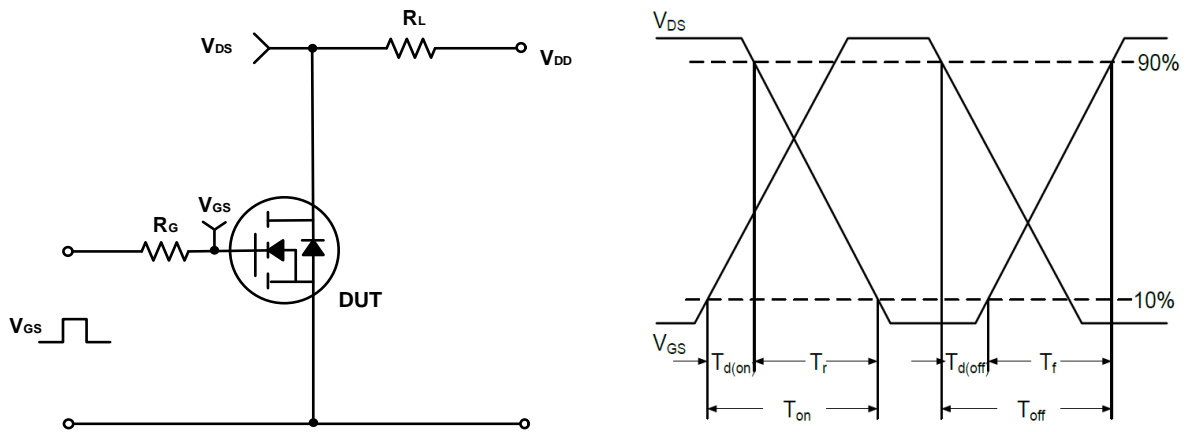 RL
VDS
VDD
VGS
RG
DUT
VGS
VDS
90%
10%
VGS
Td(on)
Tr
Td(off)
Tf
Ton
Toff